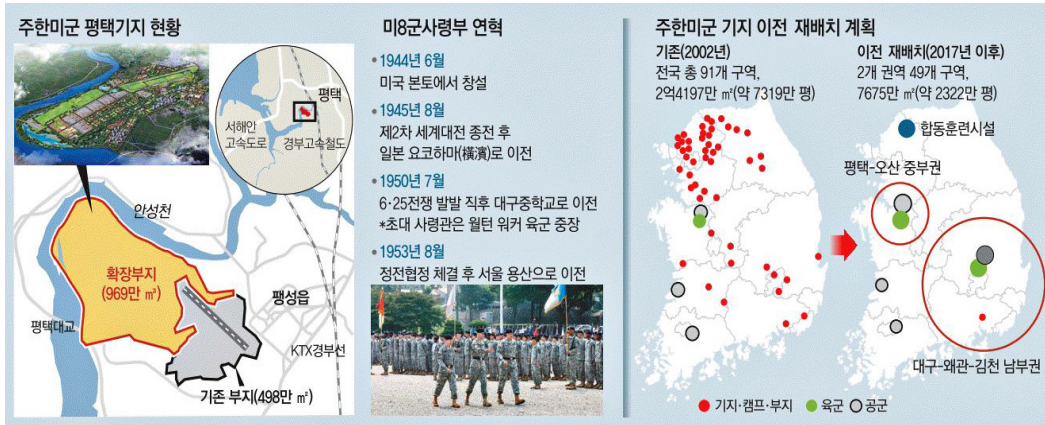 주한미군 평택기지 현황
평택
서해안
고속도로
경부고속철도
안성천
확장부지
(969만 ㎡)
팽성읍
평택대교
KTX경부선
기존 부지(498만 ㎡)
미8군사령부 연혁
• 1944년 6월
미국 본토에서 창설
• 1945년 8월
제2차 세계대전 종전 후
일본 요코하마(橫濱)로 이전
• 1950년 7월
6·25전쟁 발발 직후 대구중학교로 이전
*초대 사령관은 월턴 워커 육군 중장
• 1953년 8월
정전협정 체결 후 서울 용산으로 이전
주한미군 기지 이전 재배치 계획
기존(2002년)
전국 총 91개 구역,
2억4197만 ㎡(약 7319만 평)
이전 재배치(2017년 이후)
2개 권역 49개 구역,
7675만 ㎡(약 2322만 평)
합동훈련시설
평택-오산 중부권
대구-왜관-김천 남부권
기지·캠프·부지
육군
공군